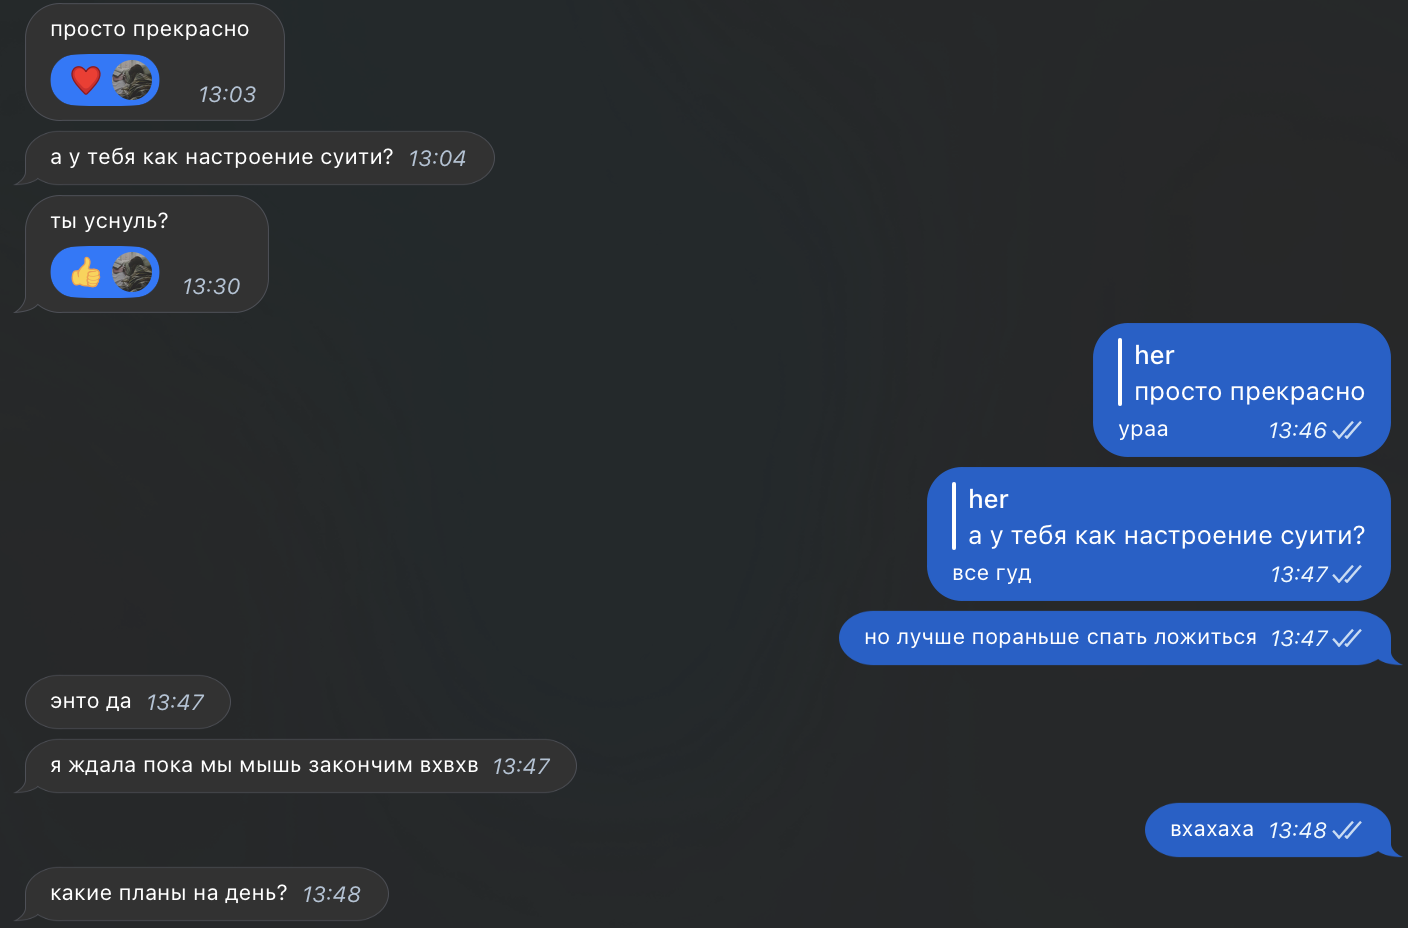 просто прекрасно
13:03
а у тебя как настроение суити? 13:04
ты уснуль?
13:30
her
просто прекрасно
ураа 13:46
her
а у тебя как настроение суити?
все гуд 13:47
но лучше пораньше спать ложиться 13:47
энто да 13:47
я ждала пока мы мышь закончим вхвхв 13:47
вхахаха 13:48
какие планы на день? 13:48